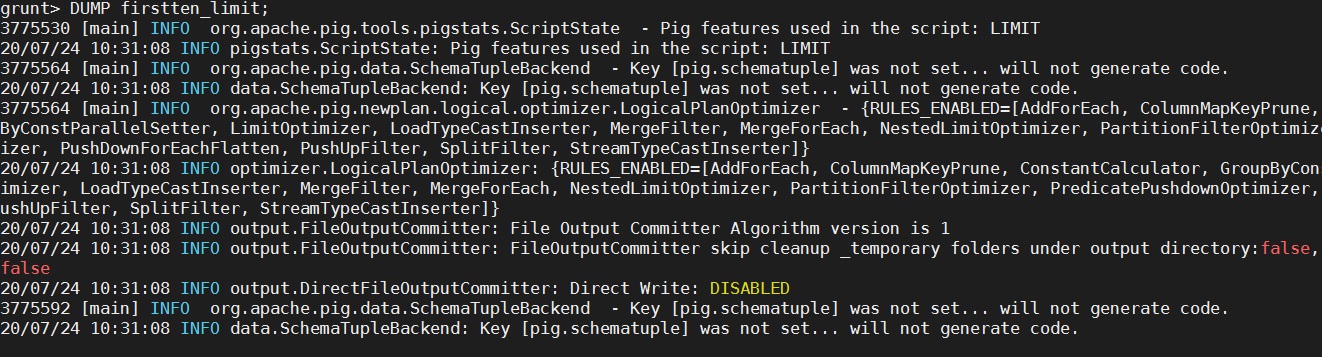 grunt> DUMP firstten_limit;
3775530 [main] INFO  org.apache.pig.tools.pigstats.ScriptState  - Pig features used in the script: LIMIT
20/07/24 10:31:08 INFO pigstats.ScriptState: Pig features used in the script: LIMIT
3775564 [main] INFO  org.apache.pig.data.SchemaTupleBackend  - Key [pig.schematuple] was not set... will not generate code.
20/07/24 10:31:08 INFO data.SchemaTupleBackend: Key [pig.schematuple] was not set... will not generate code.
3775564 [main] INFO  org.apache.pig.newplan.logical.optimizer.LogicalPlanOptimizer  - {RULES_ENABLED=[AddForEach, ColumnMapKeyPrune,
ByConstParallelSetter, LimitOptimizer, LoadTypeCastInserter, MergeFilter, MergeForEach, NestedLimitOptimizer, PartitionFilterOptimiz
izer, PushDownForEachFlatten, PushUpFilter, SplitFilter, StreamTypeCastInserter]}
20/07/24 10:31:08 INFO optimizer.LogicalPlanOptimizer: {RULES_ENABLED=[AddForEach, ColumnMapKeyPrune, ConstantCalculator, GroupByCon
imizer, LoadTypeCastInserter, MergeFilter, MergeForEach, NestedLimitOptimizer, PartitionFilterOptimizer, PredicatePushdownOptimizer,
ushUpFilter, SplitFilter, StreamTypeCastInserter]}
20/07/24 10:31:08 INFO output.FileOutputCommitter: File Output Committer Algorithm version is 1
20/07/24 10:31:08 INFO output.FileOutputCommitter: FileOutputCommitter skip cleanup _temporary folders under output directory:false,
false
20/07/24 10:31:08 INFO output.DirectFileOutputCommitter: Direct Write: DISABLED
3775592 [main] INFO  org.apache.pig.data.SchemaTupleBackend  - Key [pig.schematuple] was not set... will not generate code.
20/07/24 10:31:08 INFO data.SchemaTupleBackend: Key [pig.schematuple] was not set... will not generate code.